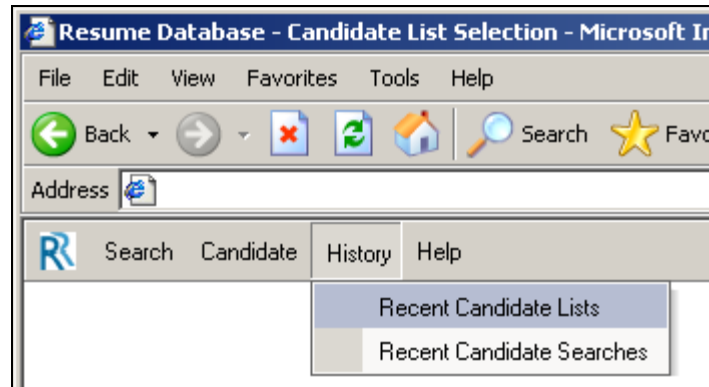 Resume Database - Candidate List Selection - Microsoft In
File Edit View Favorites Tools Help
Back Search Favo
Address
R Search Candidate History Help
Recent Candidate Lists
Recent Candidate Searches